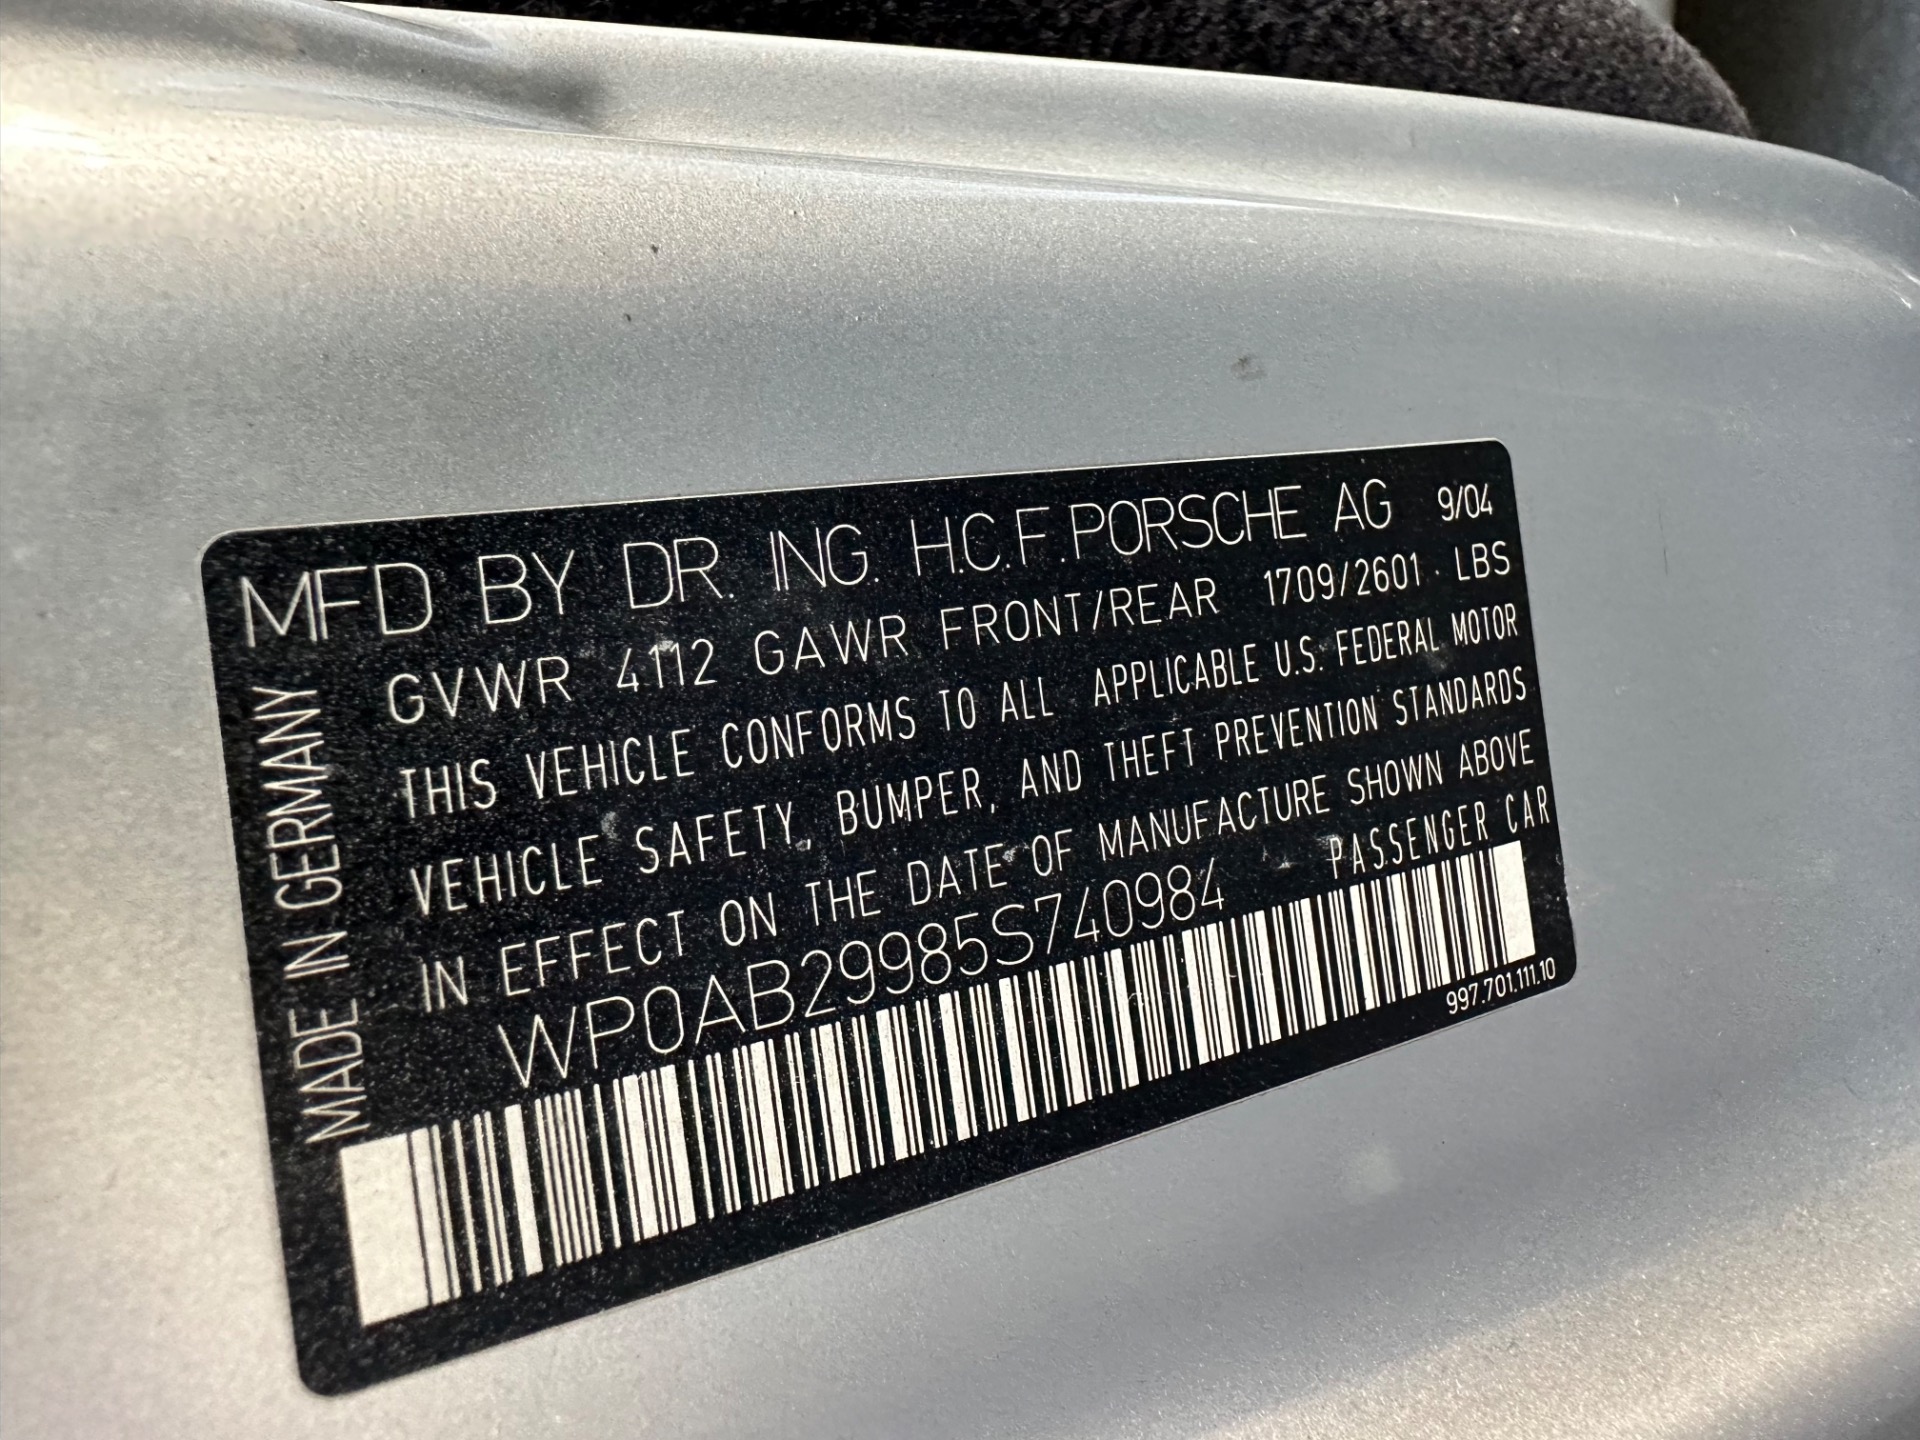 MFD BY DR. ING. H.C.F. PORSCHE AG 9/04
GVWR 4112 GAWR FRONT/REAR 1709/2601 LBS
THIS VEHICLE CONFORMS TO ALL APPLICABLE U.S. FEDERAL MOTOR
VEHICLE SAFETY, BUMPER, AND THEFT PREVENTION STANDARDS
IN EFFECT ON THE DATE OF MANUFACTURE SHOWN ABOVE
WP0AB29985S740984 PASSENGER CAR
997.701.111.10
MADE IN GERMANY